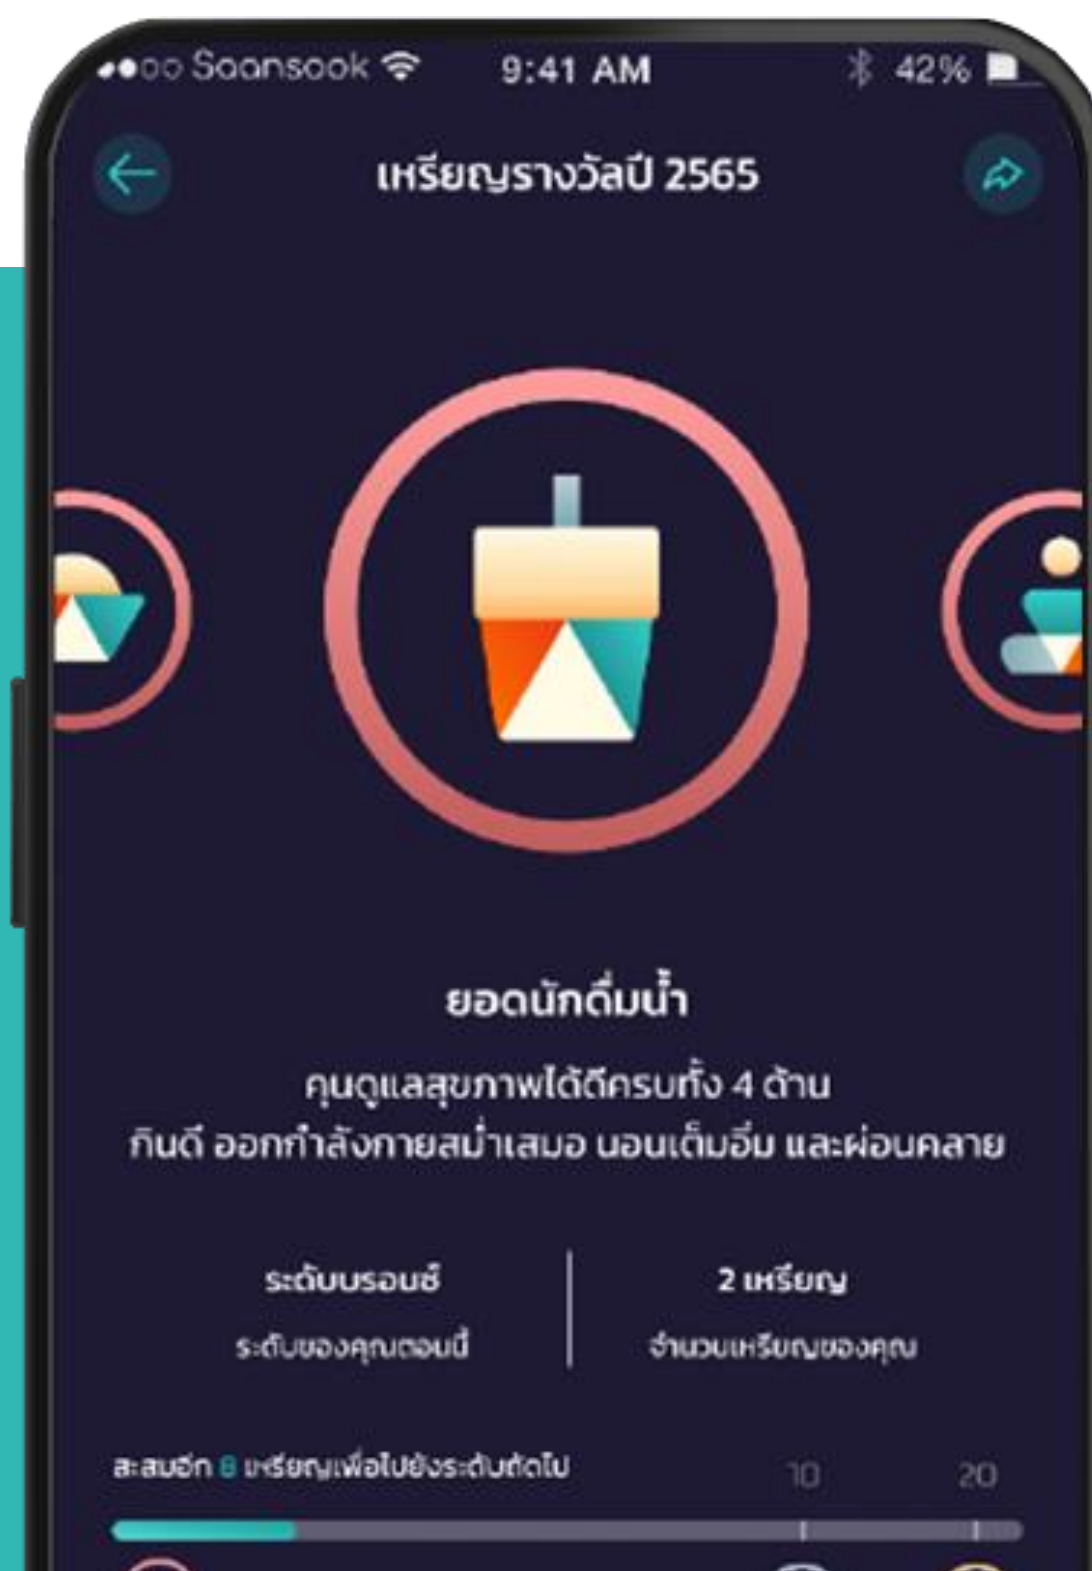 Saansook 9:41 AM 42%
เหรียญรางวัลปี 2565
ยอดนักดื่มน้ำ
คุนดูแลสุขภาพได้ดีครบทั้ง 4 ด้าน
กินดี ออกกำลังกายสม่ำเสมอ นอนเต็มอิ่ม และผ่อนคลาย
ระดับบรอนซ์
ระดับของคุณตอนนี้
2 เหรียญ
จำนวนเหรียญของคุณ
สะสมอีก 8 เหรียญเพื่อไปยังระดับถัดไป
10 20